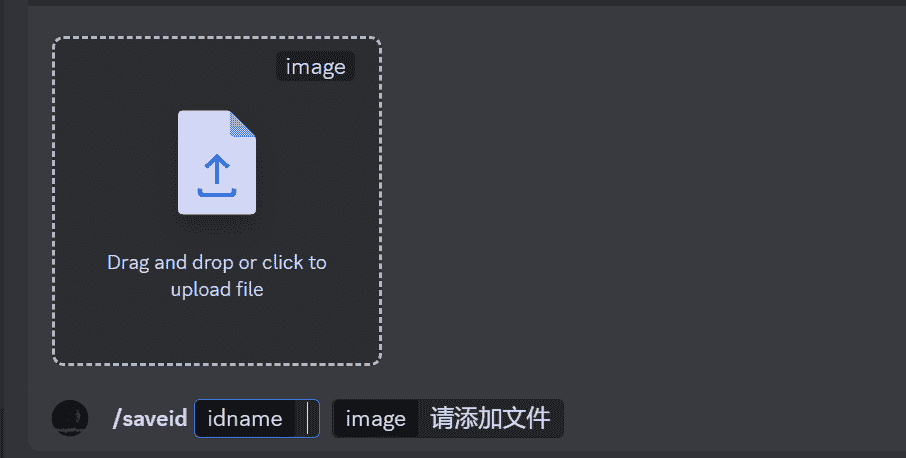 image
Drag and drop or click to
upload file
/saveid idname image 请添加文件